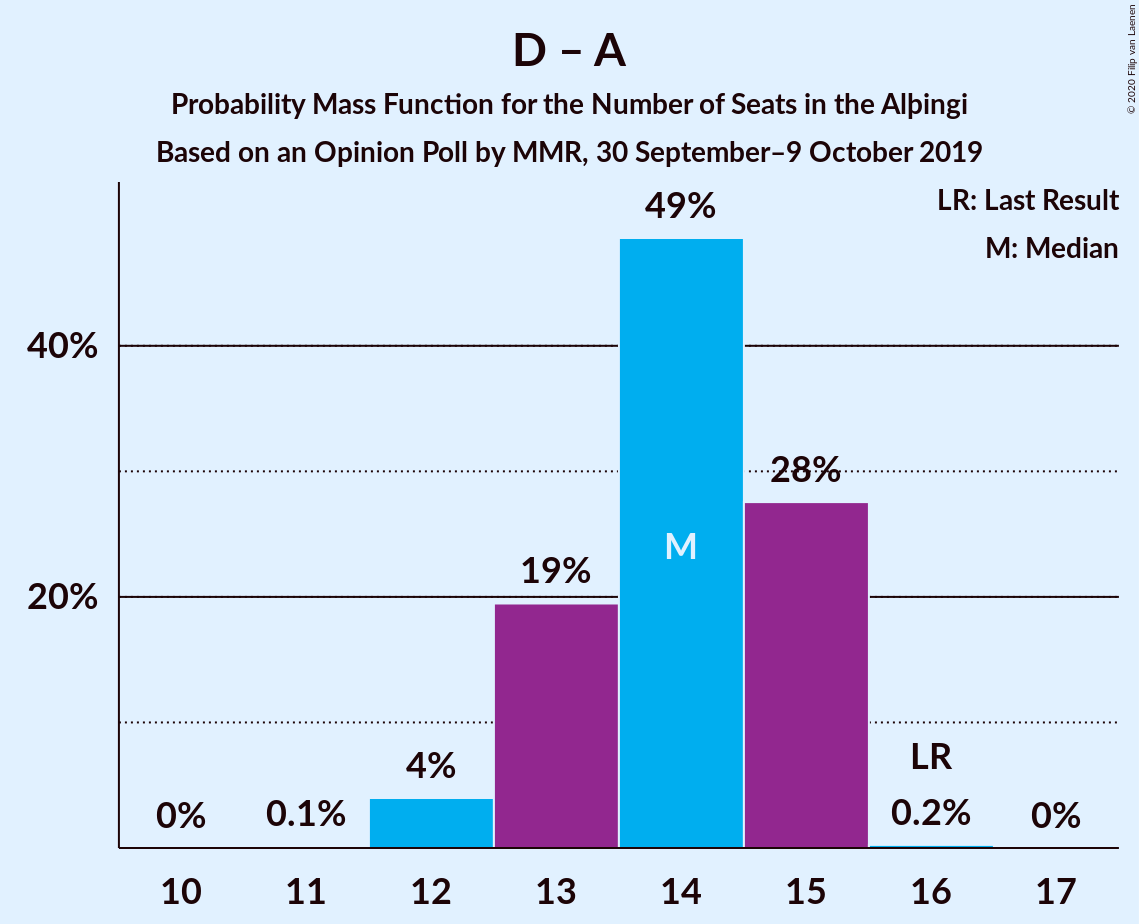 D – A
Probability Mass Function for the Number of Seats in the Alþingi
Based on an Opinion Poll by MMR, 30 September–9 October 2019
© 2020 Filip van Laenen
LR: Last Result
M: Median
40%
20%
0%
0.1%
4%
19%
49%
M
28%
LR
0.2%
0%
10 11 12 13 14 15 16 17